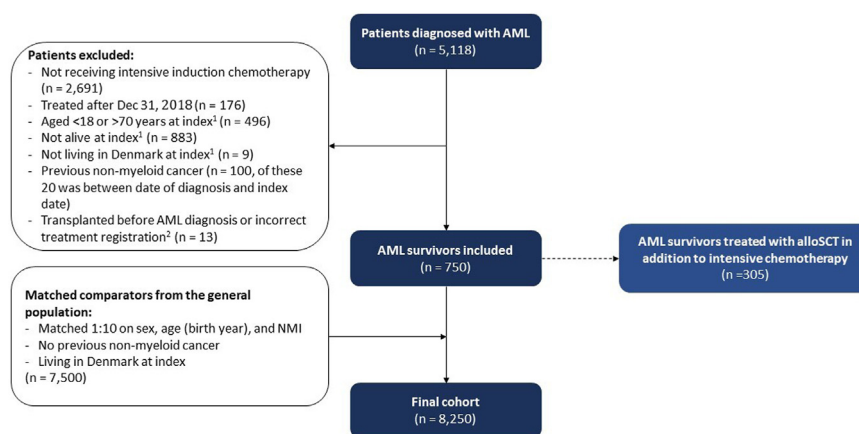 Patients diagnosed with AML
(n = 5,118)
Patients excluded:
- Not receiving intensive induction chemotherapy
(n = 2,691)
- Treated after Dec 31, 2018 (n = 176)
- Aged <18 or >70 years at index¹ (n = 496)
- Not alive at index¹ (n = 883)
- Not living in Denmark at index¹ (n = 9)
- Previous non-myeloid cancer (n = 100, of these
20 was between date of diagnosis and index
date)
- Transplanted before AML diagnosis or incorrect
treatment registration² (n = 13)
AML survivors included
(n = 750)
AML survivors treated with alloSCT in
addition to intensive chemotherapy
(n =305)
Matched comparators from the general
population:
- Matched 1:10 on sex, age (birth year), and NMI
- No previous non-myeloid cancer
- Living in Denmark at index
(n = 7,500)
Final cohort
(n = 8,250)